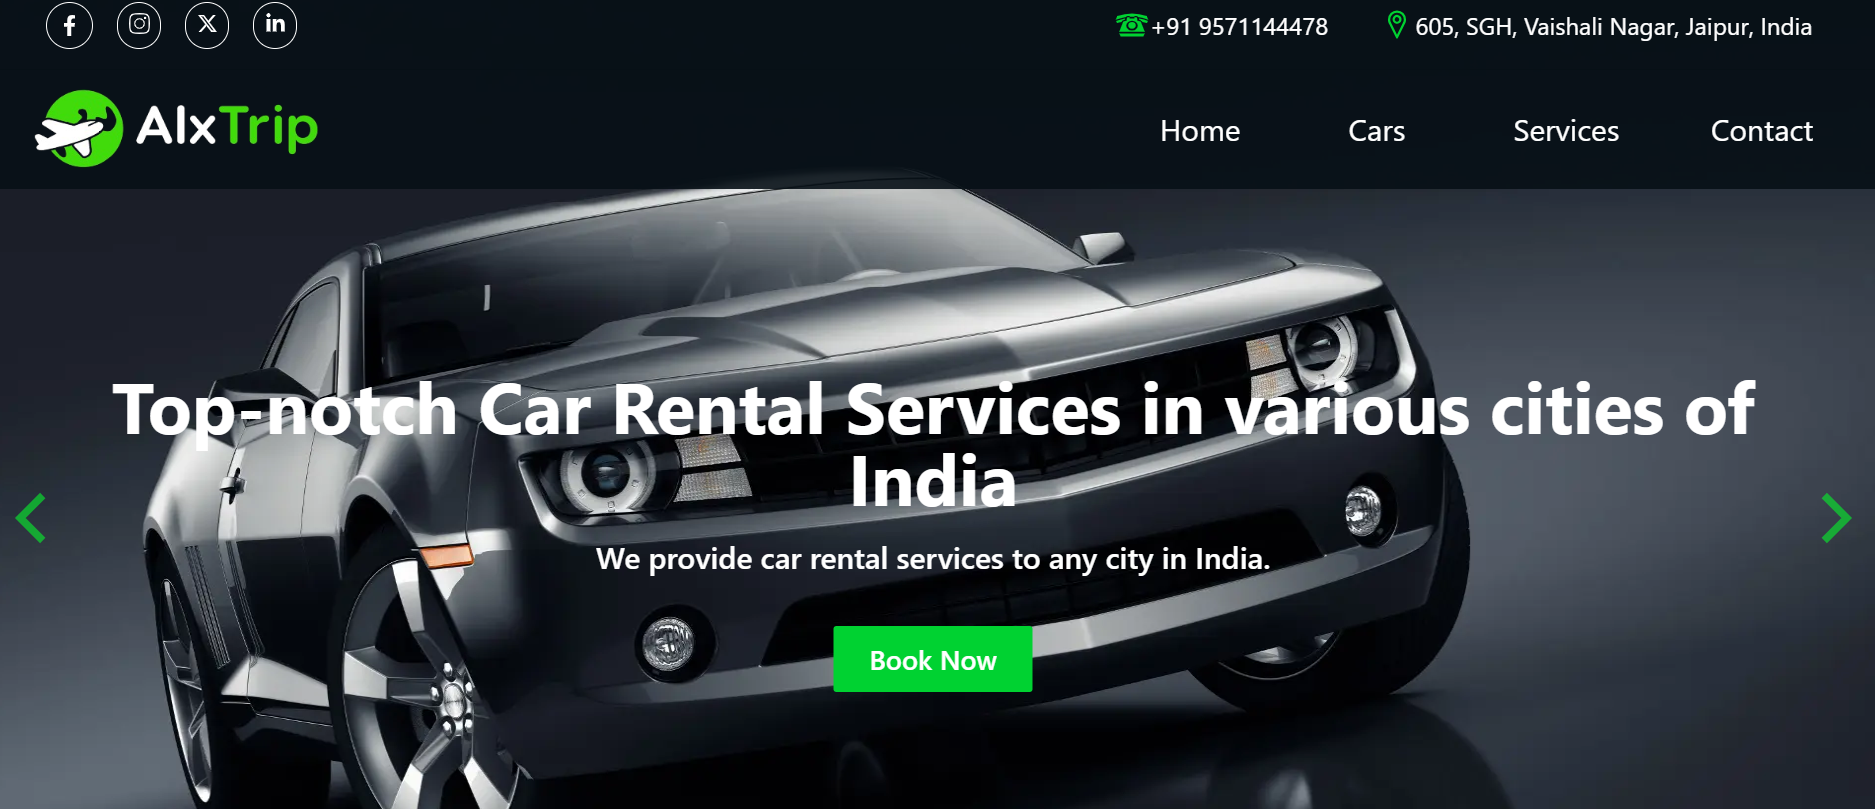 +91 9571144478
605, SGH, Vaishali Nagar, Jaipur, India
AlxTrip
Home
Cars
Services
Contact
Top-notch Car Rental Services in various cities of
India
We provide car rental services to any city in India.
Book Now